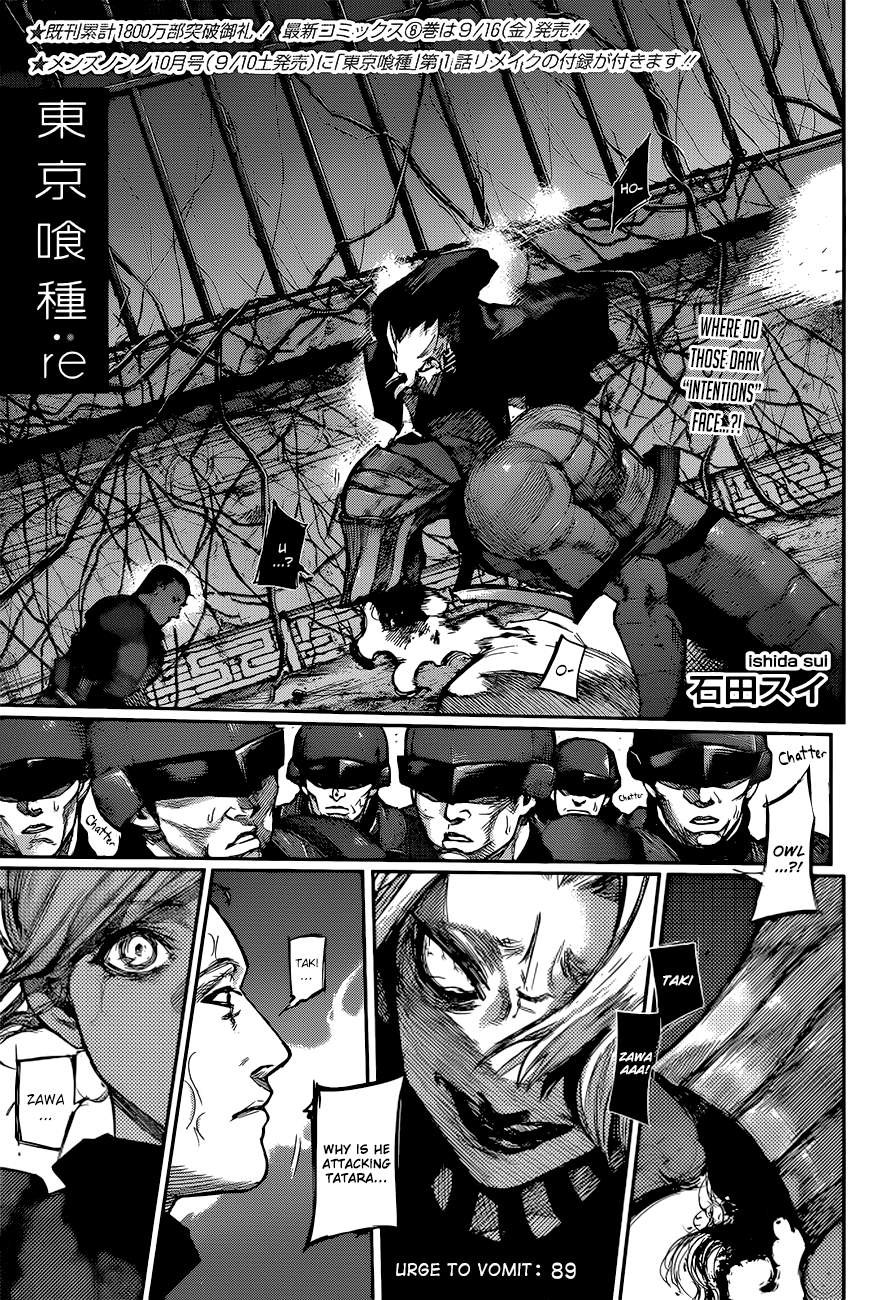 ★既刊累計1800万部突破御礼! 最新コミックス⑧巻は9/16(金)発売!!
★メンズノンノ10月号(9/10土発売)に「東京喰種」第1話リメイクの付録が付きます!!
東京喰種:re
HO-
WHERE DO
THOSE DARK
"INTENTIONS"
FACE...?!
U
...?
O-
ishida sui
石田スイ
Chatter
Chatter
Chatter
OWL
...?!
TAKI
ZAWA
AAA!
TAKI
...
ZAWA
...
WHY IS HE
ATTACKING
TATARA...
URGE TO VOMIT: 89